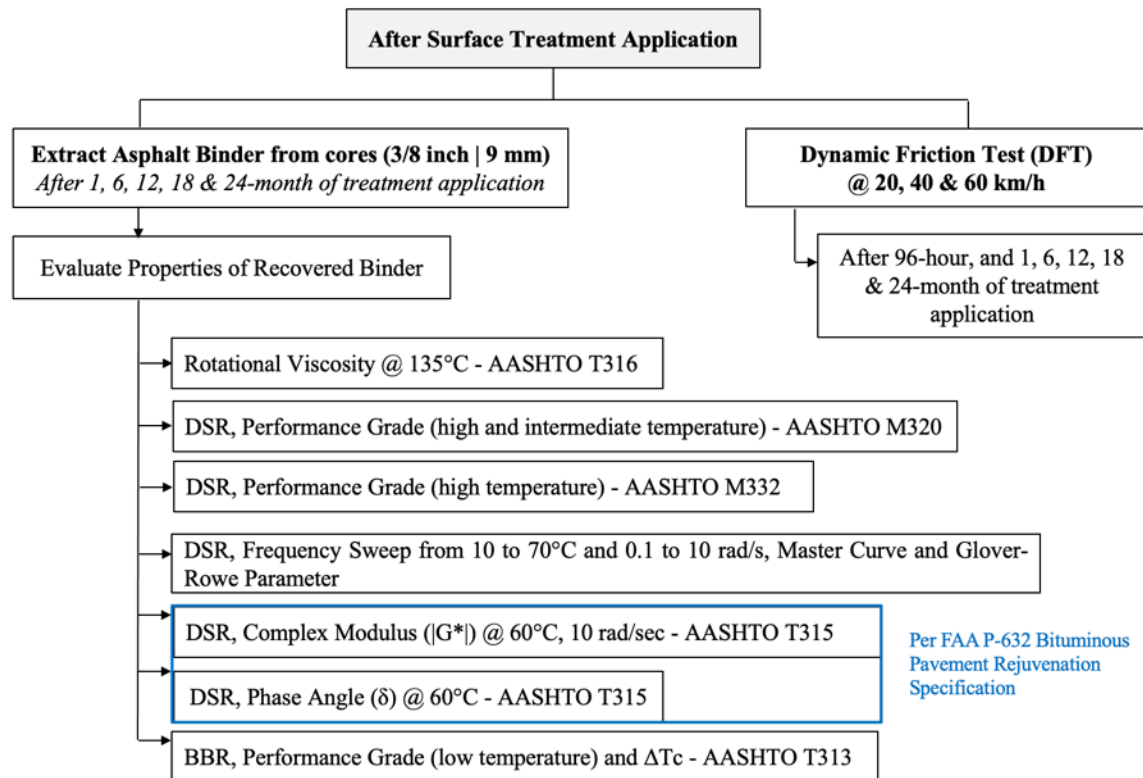 After Surface Treatment Application
Extract Asphalt Binder from cores (3/8 inch | 9 mm)
After 1, 6, 12, 18 & 24-month of treatment application
Dynamic Friction Test (DFT)
@ 20, 40 & 60 km/h
Evaluate Properties of Recovered Binder
After 96-hour, and 1, 6, 12, 18
& 24-month of treatment
application
Rotational Viscosity @ 135°C - AASHTO T316
DSR, Performance Grade (high and intermediate temperature) - AASHTO M320
DSR, Performance Grade (high temperature) - AASHTO M332
DSR, Frequency Sweep from 10 to 70°C and 0.1 to 10 rad/s, Master Curve and Glover-
Rowe Parameter
DSR, Complex Modulus (|G*|) @ 60°C, 10 rad/sec - AASHTO T315
DSR, Phase Angle (δ) @ 60°C - AASHTO T315
Per FAA P-632 Bituminous
Pavement Rejuvenation
Specification
BBR, Performance Grade (low temperature) and ΔTc - AASHTO T313